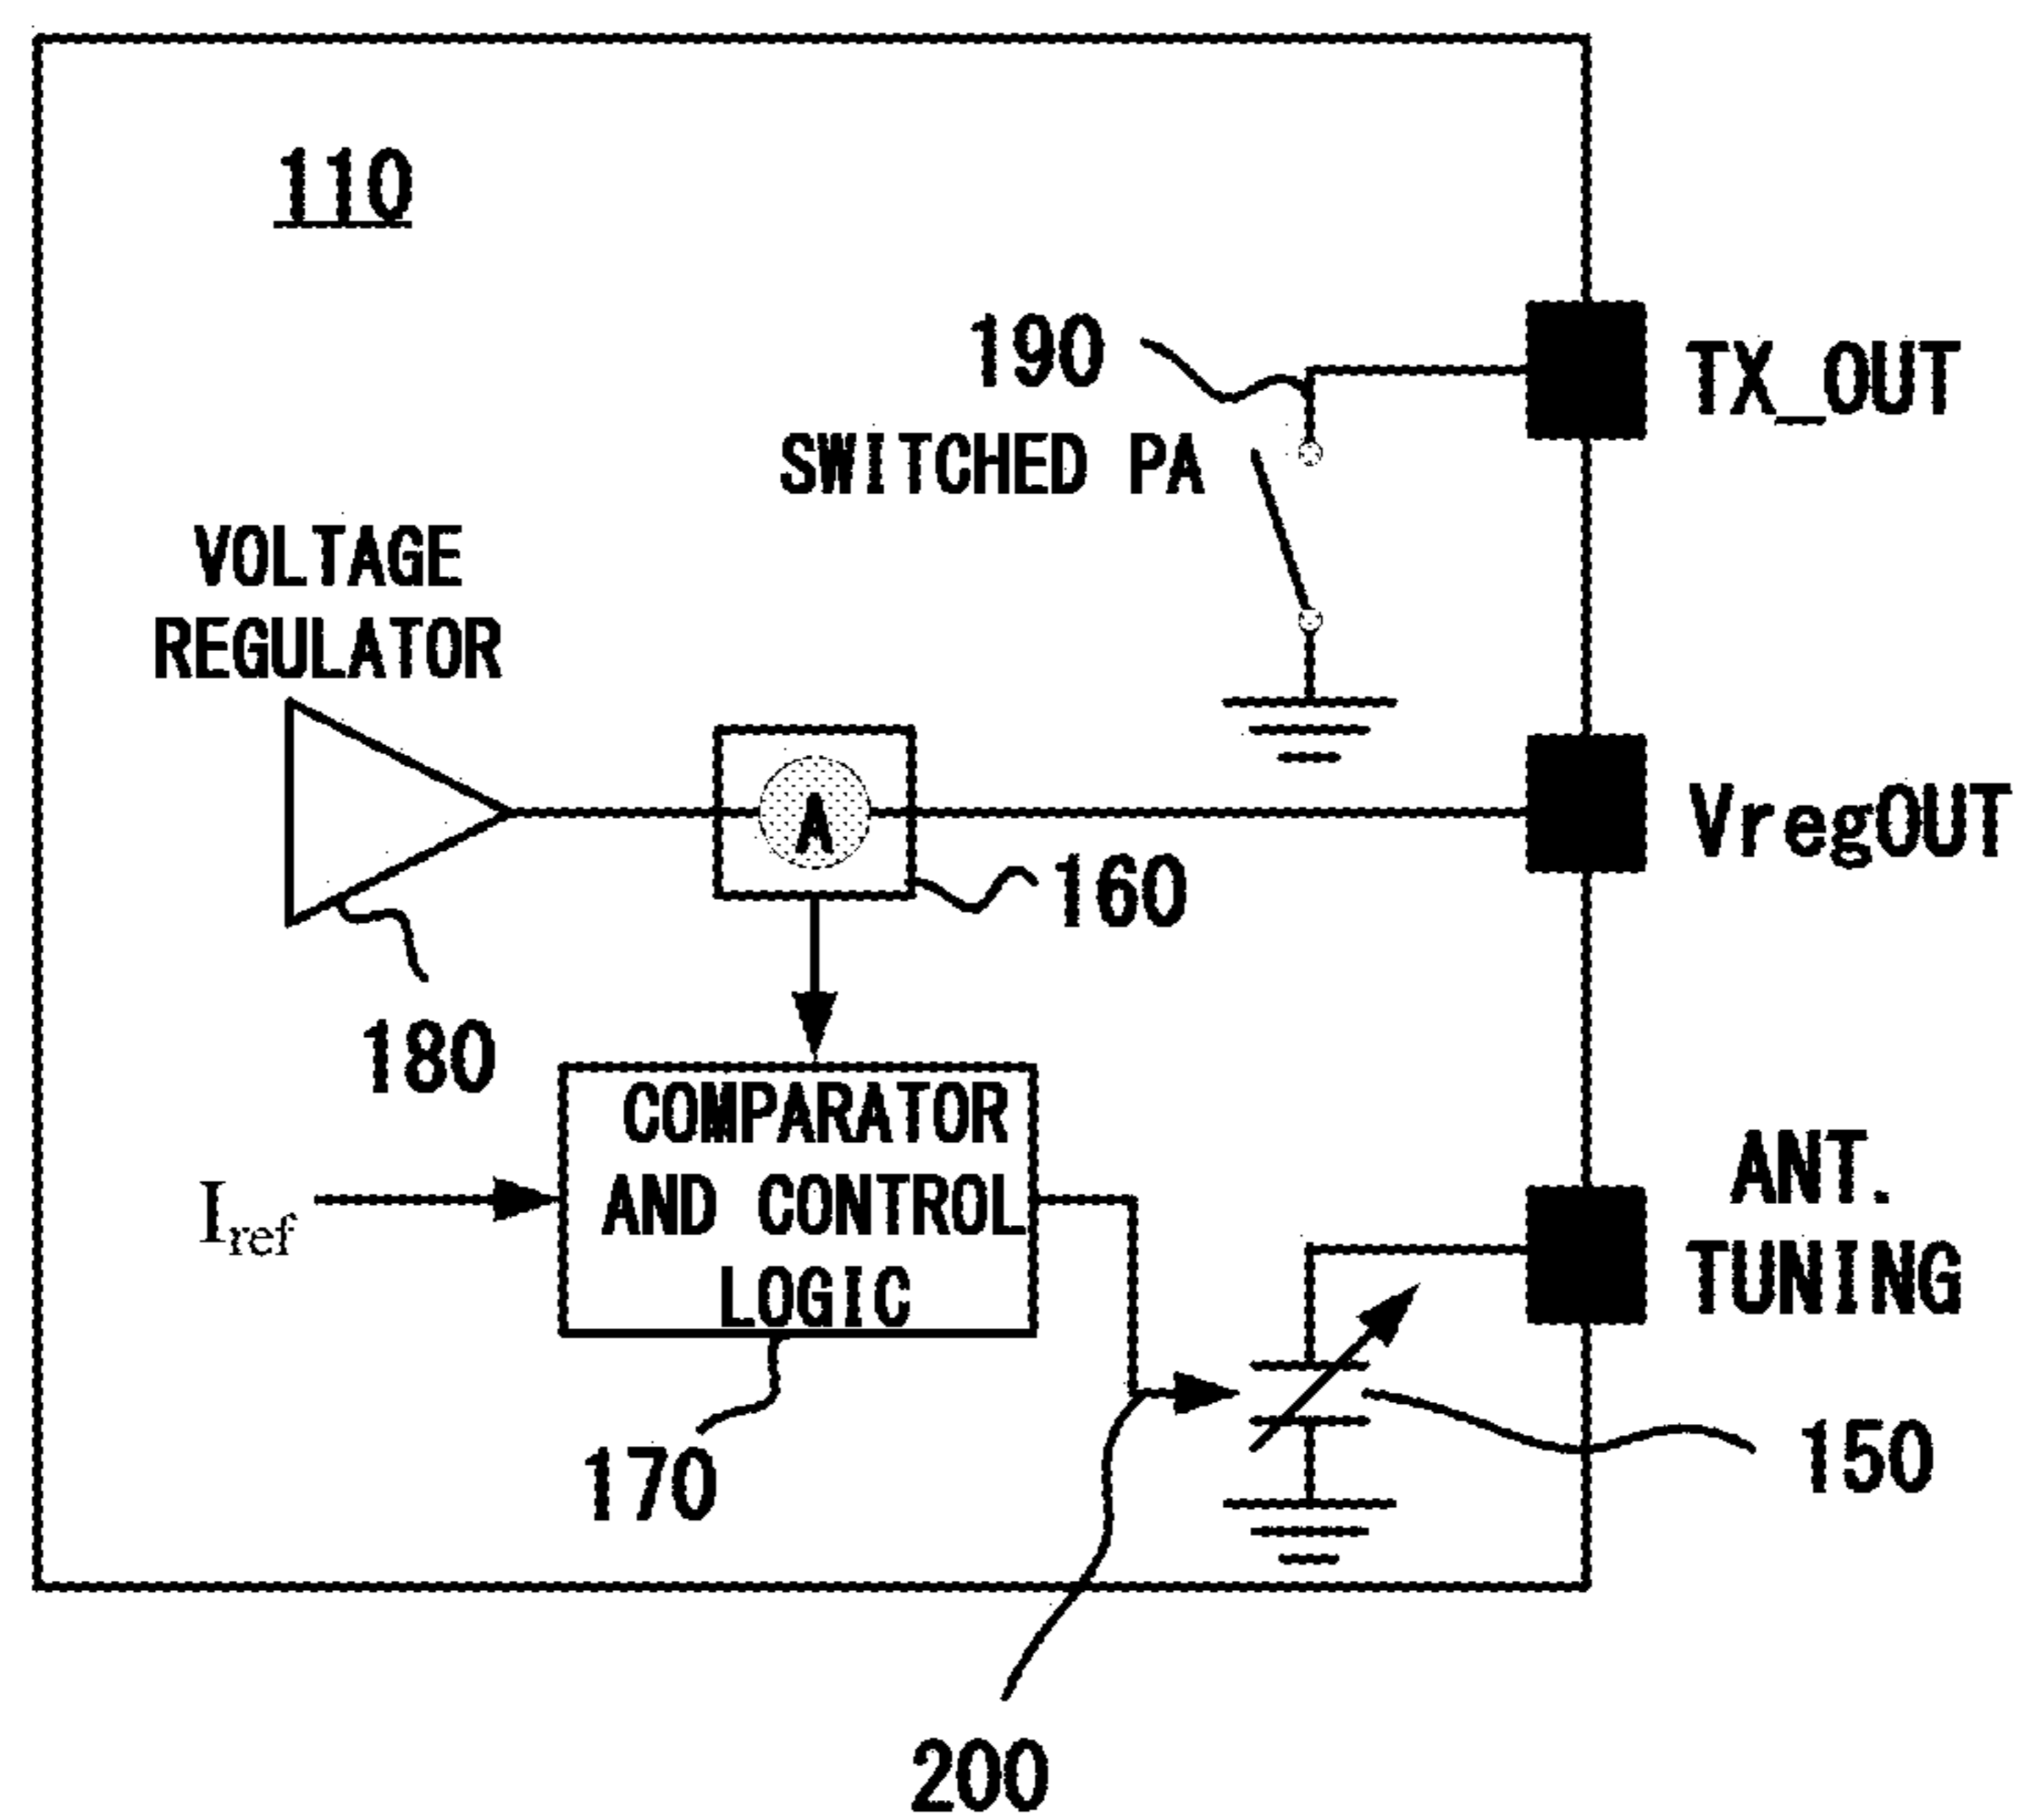 110
190
TX_OUT
SWITCHED PA
VOLTAGE
REGULATOR
A
VregOUT
160
180
COMPARATOR
AND CONTROL
LOGIC
Iref
ANT.
TUNING
150
170
200